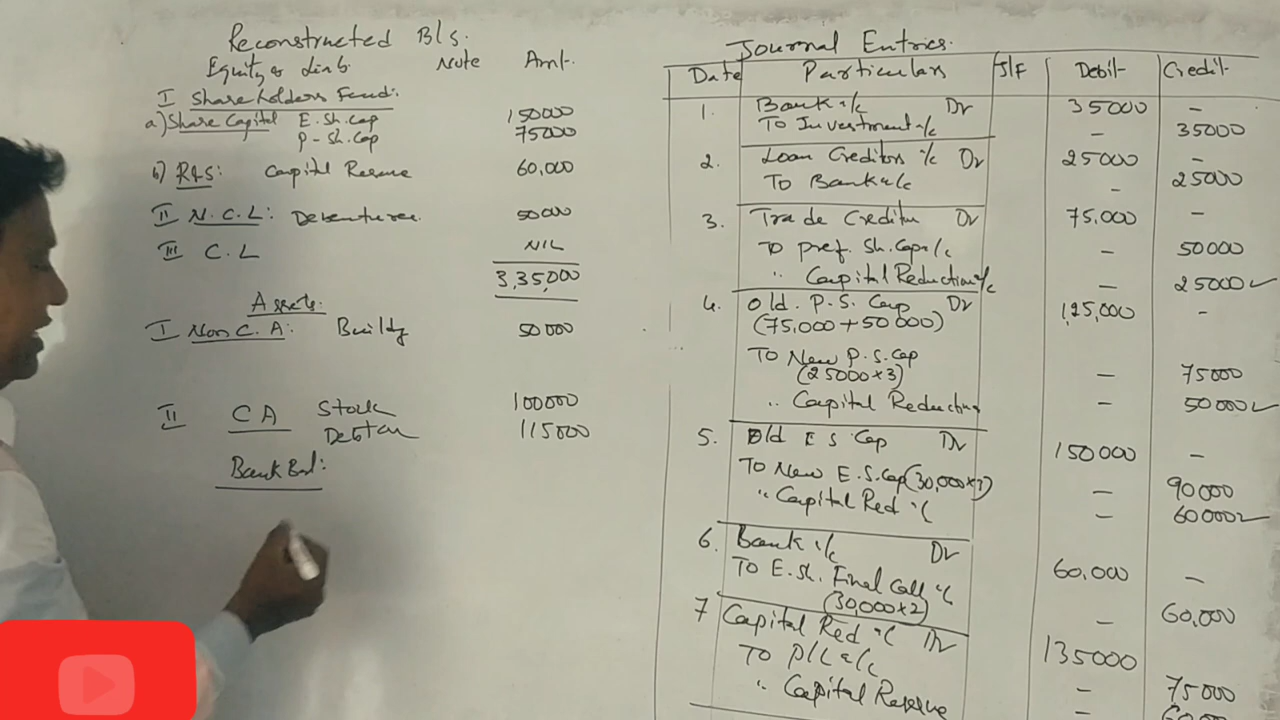 Reconstructed B/s.
Equity & Liab. Note Amt.
I Share holders Fund:
a) Share Capital E. Sh. cap 150000
P - Sh. Cap 75000
b) R&S: Capital Reserve 60,000
II N.C.L: Debentures 50000
III C.L NIL
3,35,000
Assets
I Non C.A: Buildg 50000
II CA Stock 100000
Debtors 115000
Bank Bal:
Journal Entries.
Date Particulars J/F Debit Credit
1. Bank a/c Dr 35000 -
To Investment a/c - 35000
2. Loan Creditors a/c Dr 25000 -
To Bank a/c - 25000
3. Trade Creditor Dr 75.000 -
To pref. Sh. Cap a/c - 50000
" Capital Reduction a/c - 25000 ✓
4. Old. P. S. Cap Dr 1,25,000 -
(75,000 + 50000)
To New P. S. Cap
(25000 x 3) - 75000
" Capital Reduction - 50000 ✓
5. Old E S Cap Dr 150000 -
To New E. S. Cap (30,000 x 3) - 90000
" Capital Red a/c - 60000 ✓
6. Bank a/c Dr 60,000 -
To E. Sh. Final Call a/c
(30,000 x 2) - 60,000
7 Capital Red a/c Dr 135000
To P/L a/c - 75000
" Capital Reserve -